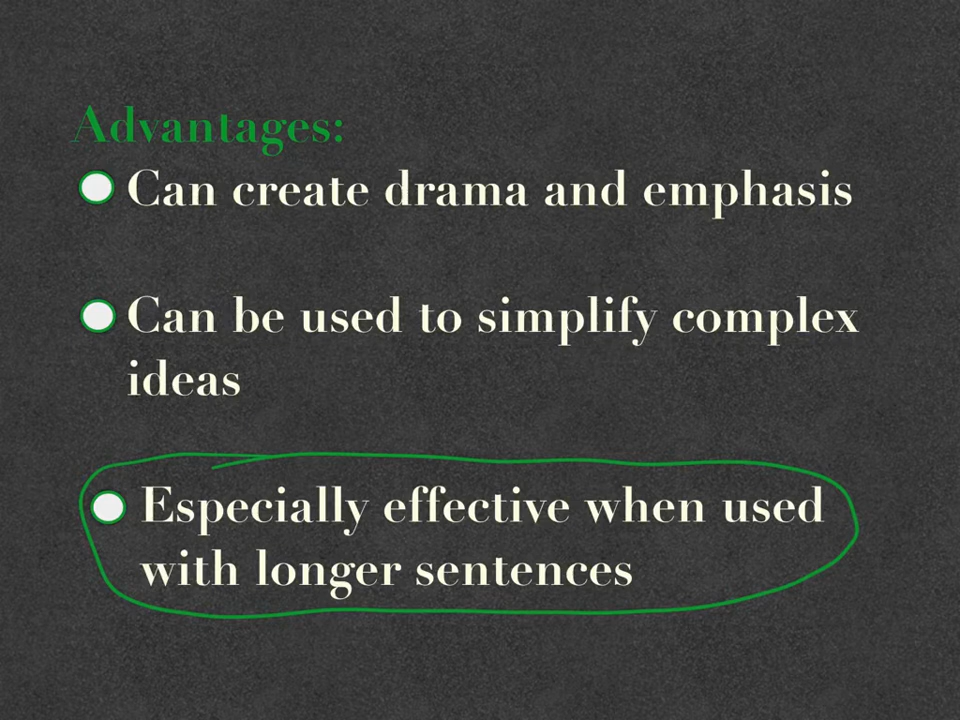 Advantages:
Can create drama and emphasis
Can be used to simplify complex
ideas
Especially effective when used
with longer sentences